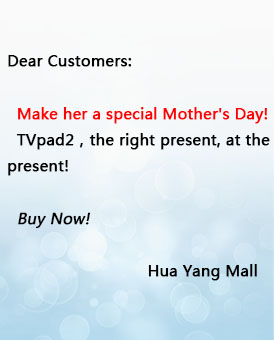 Dear Customers:
Make her a special Mother's Day!
TVpad2 , the right present, at the
present!
Buy Now!
Hua Yang Mall